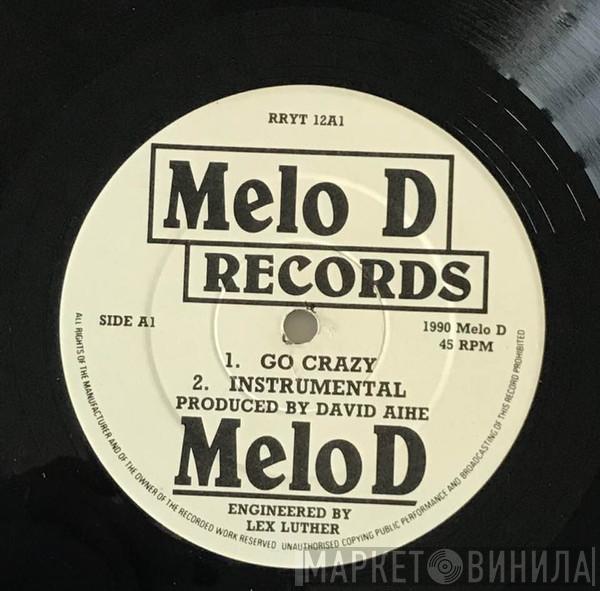 RRYT 12A1
Melo D
RECORDS
SIDE A1
1990 Melo D
45 RPM
1. GO CRAZY
2. INSTRUMENTAL
PRODUCED BY DAVID AIHE
MeloD
ENGINEERED BY
LEX LUTHER
ALL RIGHTS OF THE MANUFACTURER AND OF THE OWNER OF THE RECORDED WORK RESERVED UNAUTHORISED COPYING PUBLIC PERFORMANCE AND BROADCASTING OF THIS RECORD PROHIBITED
МАРКЕТ ВИНИЛА